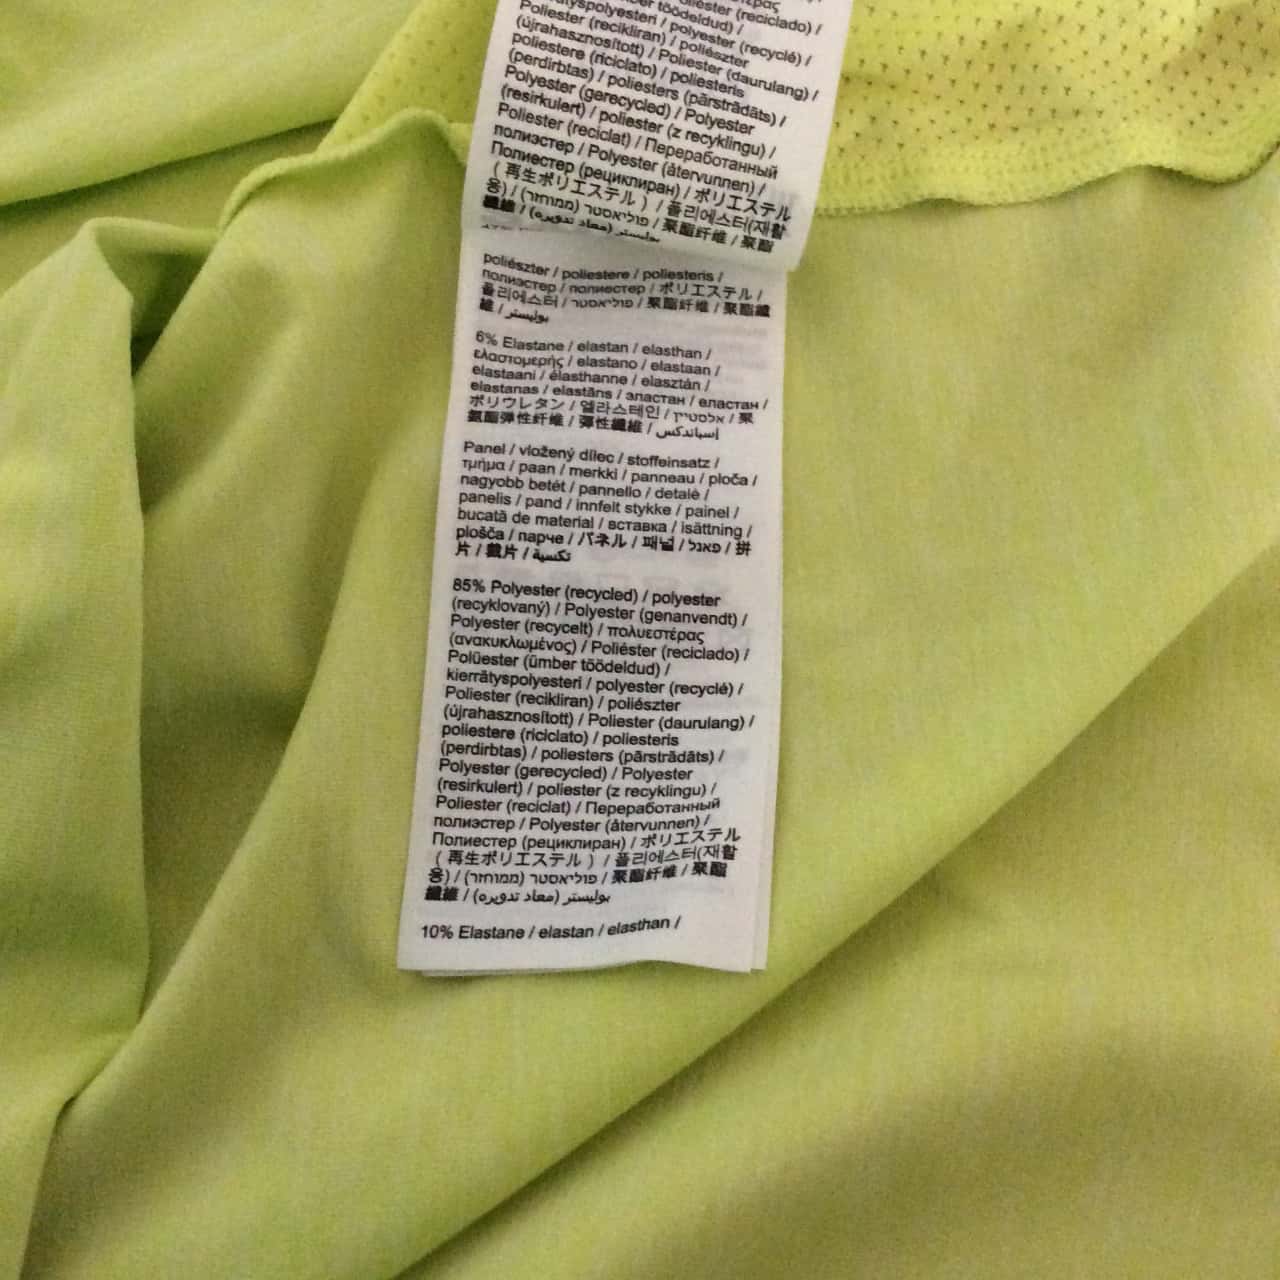 τέρας
Poliéster (reciclado) /
ümber töödeldud) /
polyester (recyclé) /
Poliester (recikliran) / poliészter
(újrahasznosított) / Poliester (daurulang) /
poliestere (riciclato) / poliesteris
(perdirbtas) / poliesters (pārstrādāts) /
Polyester (gerecycled) / Polyester
(resirkulert) / poliester (z recyklingu) /
Poliester (reciclat) / Переработанный
полиэстер / Polyester (återvunnen) /
Полиестер (рециклиран) / ポリエステル
( 再生ポリエステル ) / 폴리에스터(재활
용) / פוליאסטר (ממוחזר) / 聚酯纤维 / 聚酯
纖維 / بوليستر (معاد تدويره)
poliészter / poliestere / poliesteris /
полиэстер / полиестер / ポリエステル /
폴리에스터 / פוליאסטר / 聚酯纤维 / 聚酯纖
維 / بوليستر
6% Elastane / elastan / elasthan /
ελαστομερής / elastano / elastaan /
elastaani / élasthanne / elasztán /
elastanas / elastāns / эластан / еластан /
ポリウレタン / 엘라스테인 / אלסטיין / 聚
氨酯弹性纤维 / 彈性纖維 / إسباندكس
Panel / vložený dílec / stoffeinsatz /
τμήμα / paan / merkki / panneau / ploča /
nagyobb betét / pannello / detalė /
panelis / pand / innfelt stykke / painel /
bucată de material / вставка / isättning /
plošča / парче / パネル / 패널 / פאנל / 拼
片 / 裁片 / تكسية
85% Polyester (recycled) / polyester
(recyklovaný) / Polyester (genanvendt) /
Polyester (recycelt) / πολυεστέρας
(ανακυκλωμένος) / Poliéster (reciclado) /
Polüester (ümber töödeldud) /
kierrätyspolyesteri / polyester (recyclé) /
Poliester (recikliran) / poliészter
(újrahasznosított) / Poliester (daurulang) /
poliestere (riciclato) / poliesteris
(perdirbtas) / poliesters (pārstrādāts) /
Polyester (gerecycled) / Polyester
(resirkulert) / poliester (z recyklingu) /
Poliester (reciclat) / Переработанный
полиэстер / Polyester (återvunnen) /
Полиестер (рециклиран) / ポリエステル
( 再生ポリエステル ) / 폴리에스터(재활
용) / פוליאסטר (ממוחזר) / 聚酯纤维 / 聚酯
纖維 / بوليستر (معاد تدويره)
10% Elastane / elastan / elasthan /